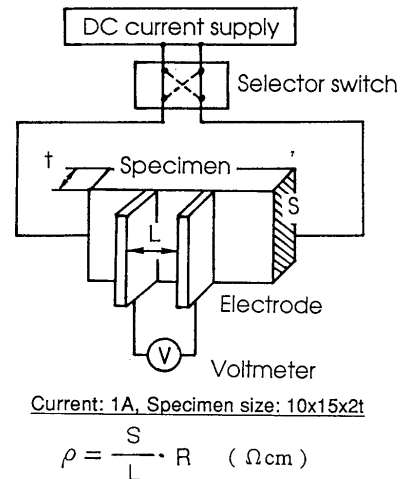 DC current supply
Selector switch
t
Specimen
S
L
Electrode
V
Voltmeter
Current: 1A, Specimen size: 10x15x2t
ρ = S/L · R (Ωcm)